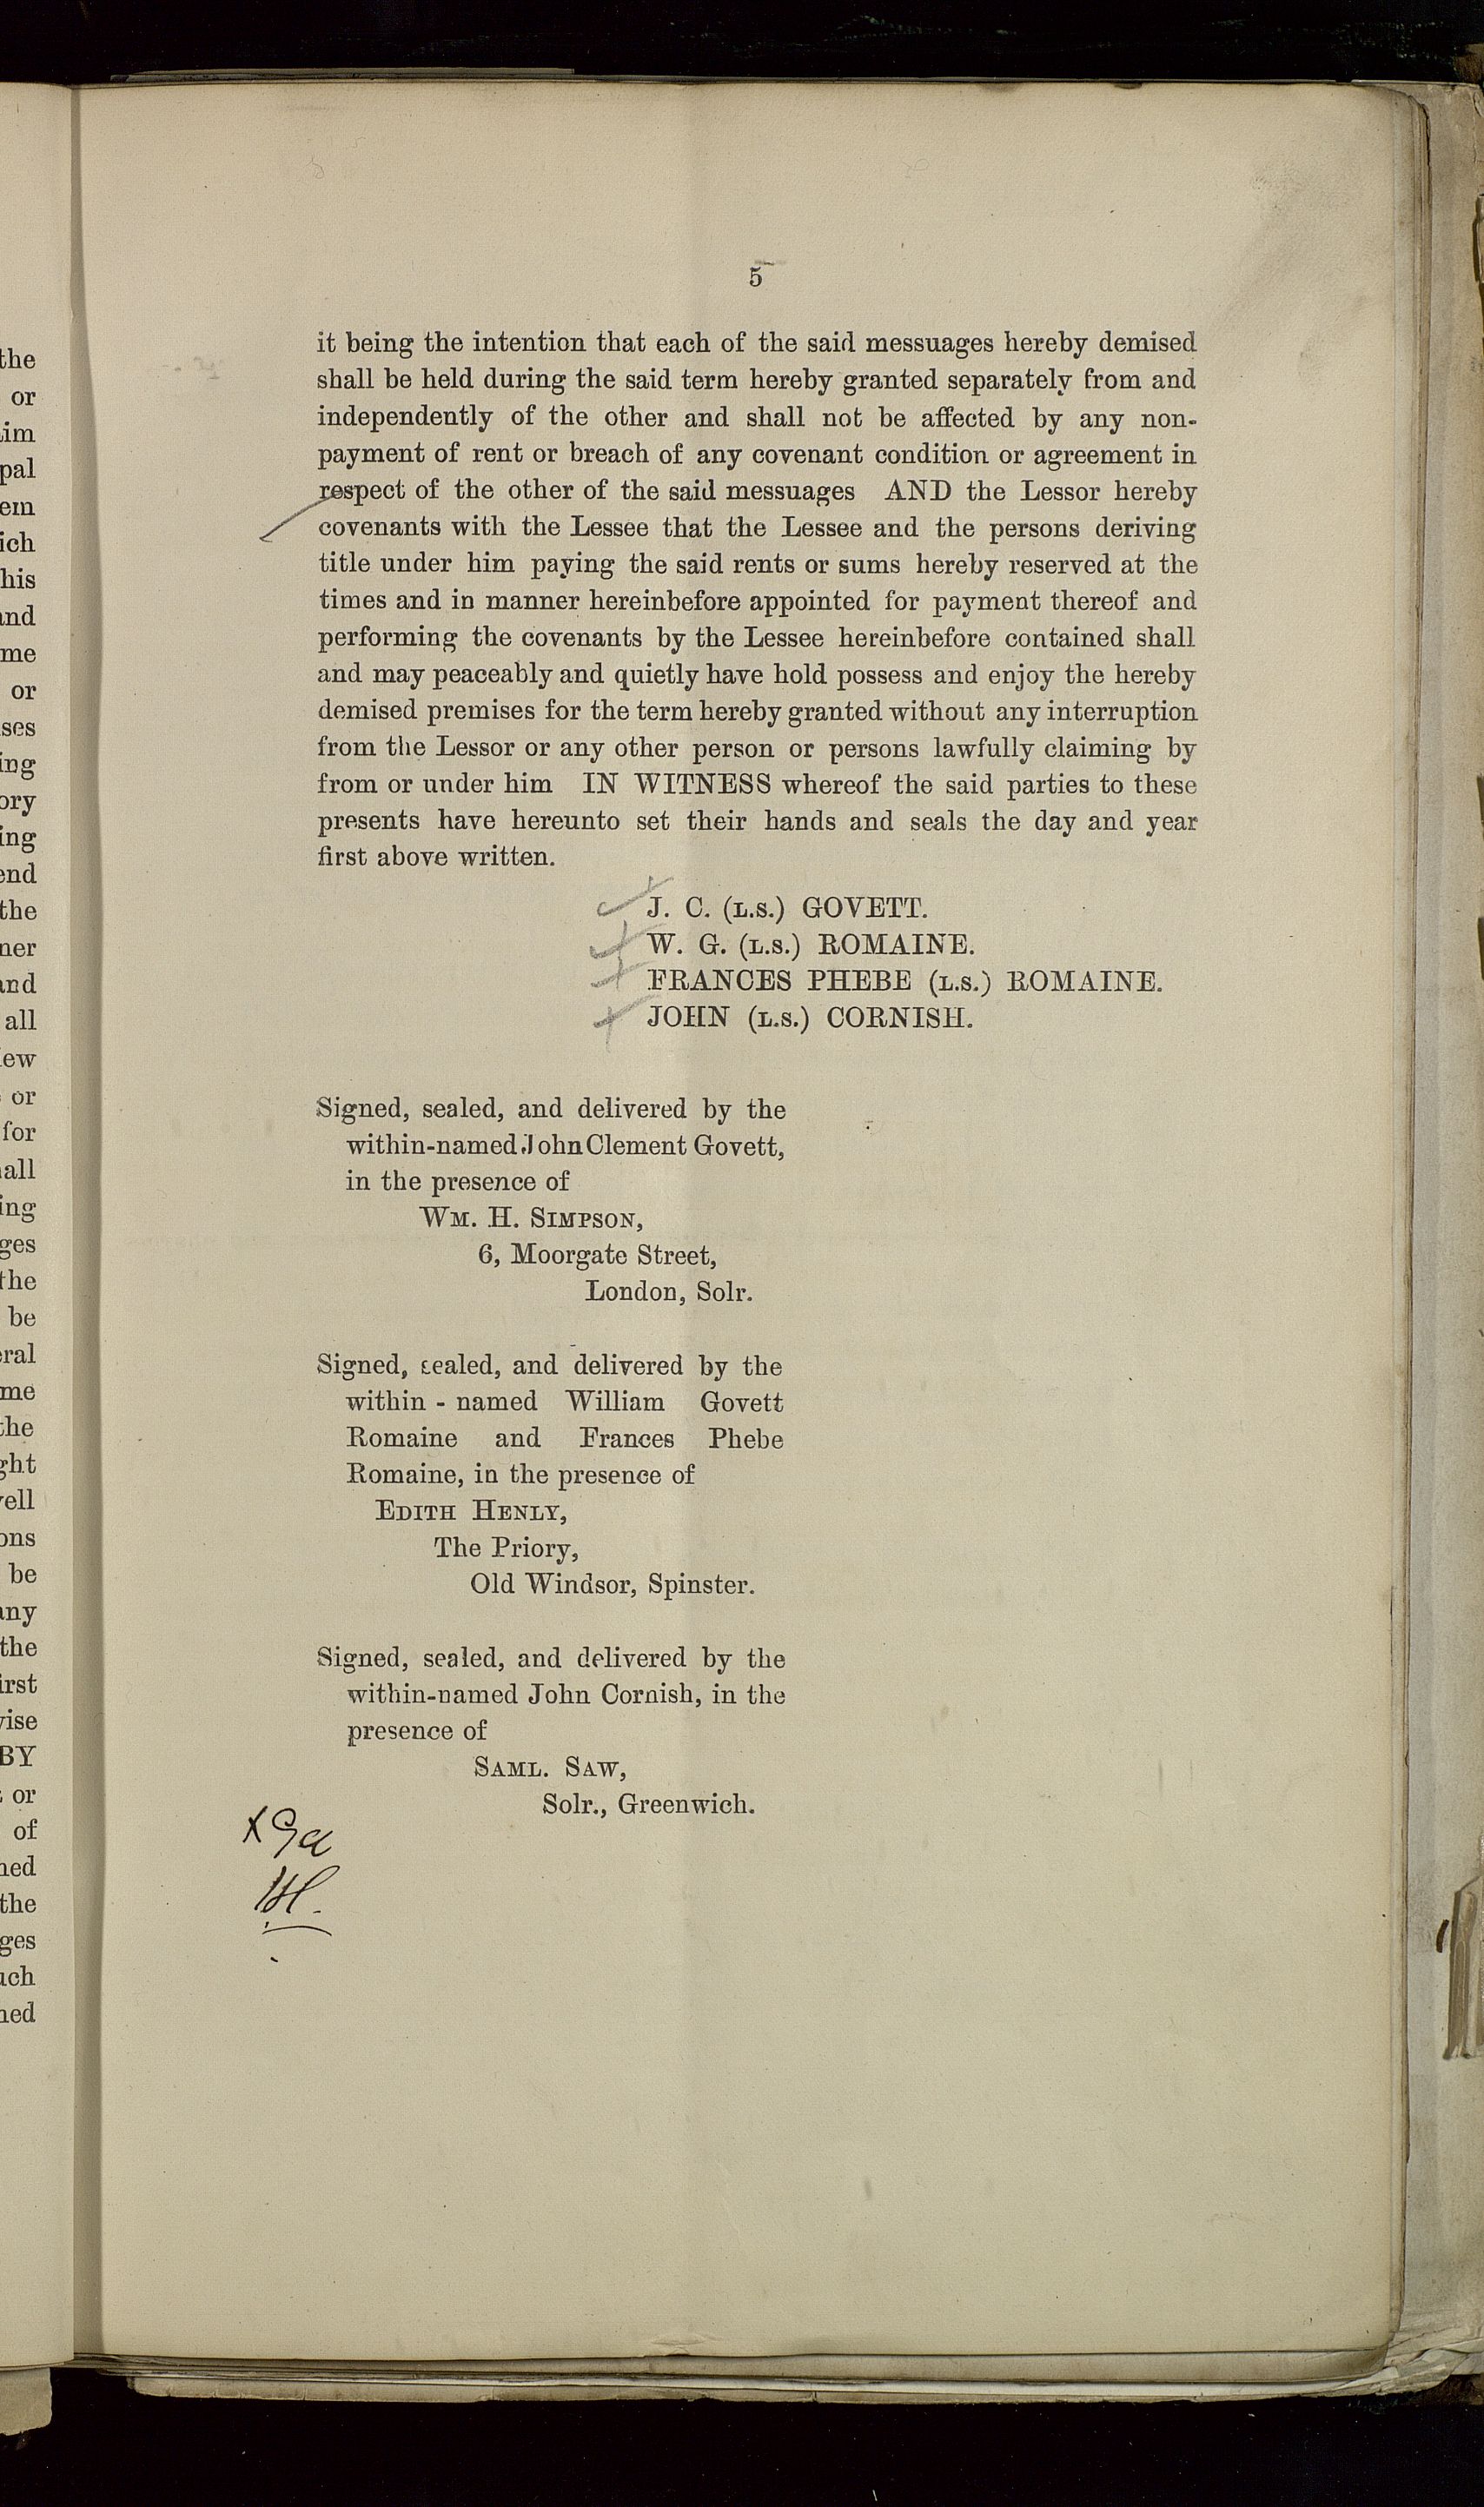 5
it being the intention that each of the said messuages hereby demised
shall be held during the said term hereby granted separately from and
independently of the other and shall not be affected by any non-
payment of rent or breach of any covenant condition or agreement in
respect of the other of the said messuages AND the Lessor hereby
covenants with the Lessee that the Lessee and the persons deriving
title under him paying the said rents or sums hereby reserved at the
times and in manner hereinbefore appointed for payment thereof and
performing the covenants by the Lessee hereinbefore contained shall
and may peaceably and quietly have hold possess and enjoy the hereby
demised premises for the term hereby granted without any interruption
from the Lessor or any other person or persons lawfully claiming by
from or under him IN WITNESS whereof the said parties to these
presents have hereunto set their hands and seals the day and year
first above written.
J. C. (L.S.) GOVETT.
W. G. (L.S.) ROMAINE.
FRANCES PHEBE (L.S.) ROMAINE.
JOHN (L.S.) CORNISH.
Signed, sealed, and delivered by the
within-named John Clement Govett,
in the presence of
WM. H. SIMPSON,
6, Moorgate Street,
London, Solr.
Signed, sealed, and delivered by the
within - named William Govett
Romaine and Frances Phebe
Romaine, in the presence of
EDITH HENLY,
The Priory,
Old Windsor, Spinster.
Signed, sealed, and delivered by the
within-named John Cornish, in the
presence of
SAML. SAW,
Solr., Greenwich.